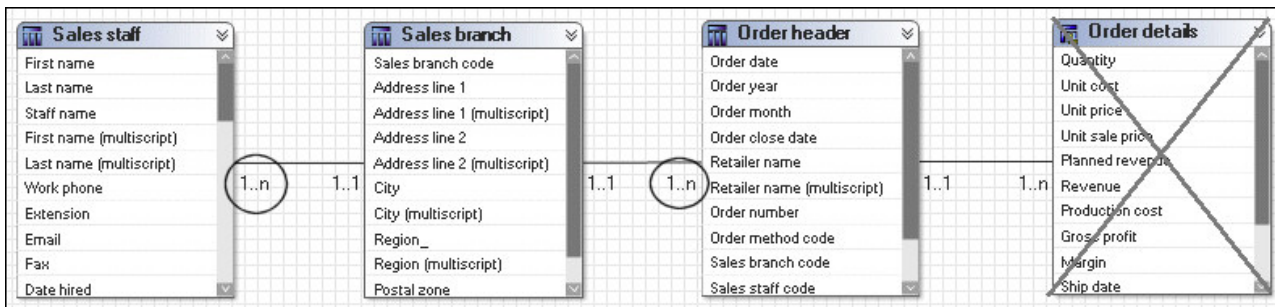 Sales staff
First name
Last name
Staff name
First name (multiscript)
Last name (multiscript)
Work phone
Extension
Email
Fax
Date hired
1..n
1..1
Sales branch
Sales branch code
Address line 1
Address line 1 (multiscript)
Address line 2
Address line 2 (multiscript)
City
City (multiscript)
Region_
Region (multiscript)
Postal zone
1..1
1..n
Order header
Order date
Order year
Order month
Order close date
Retailer name
Retailer name (multiscript)
Order number
Order method code
Sales branch code
Sales staff code
1..1
1..n
Order details
Quantity
Unit cost
Unit price
Unit sale price
Planned revenue
Revenue
Production cost
Gross profit
Margin
Ship date